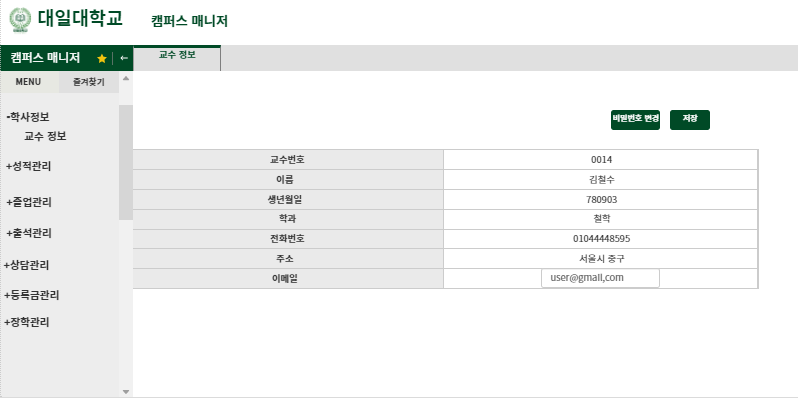 대일대학교 캠퍼스 매니저
캠퍼스 매니저 ★ ← 교수 정보
MENU 즐겨찾기
-학사정보
교수 정보
+성적관리
+졸업관리
+출석관리
+상담관리
+등록금관리
+장학관리
비밀번호 변경 저장
교수번호 0014
이름 김철수
생년월일 780903
학과 철학
전화번호 01044448595
주소 서울시 중구
이메일 user@gmail,com